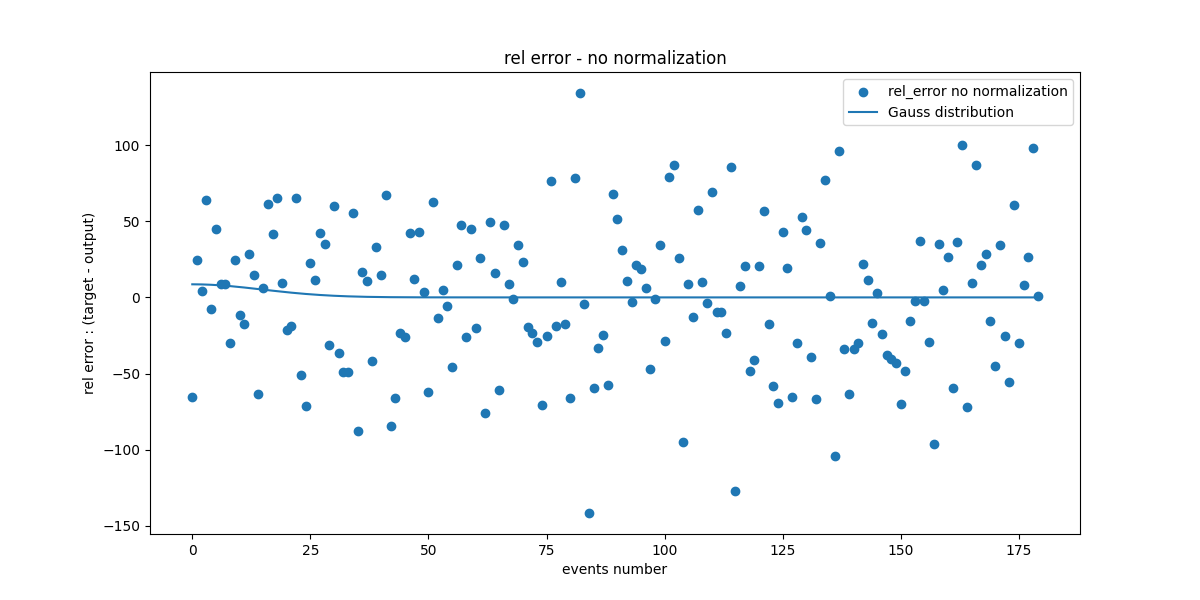 rel error - no normalization
rel_error no normalization
Gauss distribution
rel error : (target - output)
100
50
0
−50
−100
−150
0
25
50
75
100
125
150
175
events number